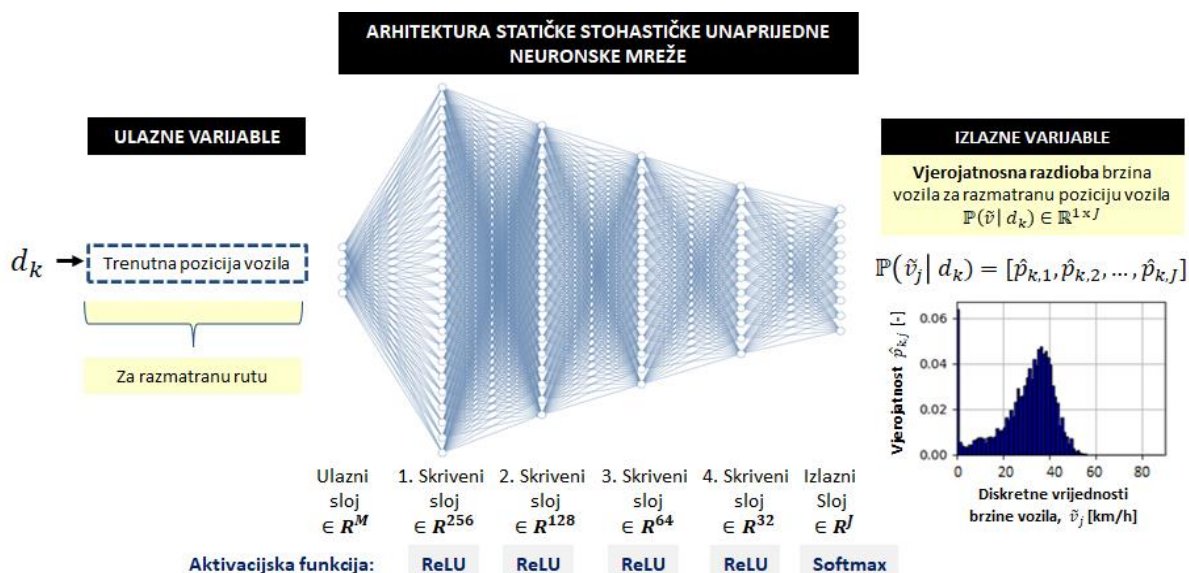 ARHITEKTURA STATIČKE STOHASTIČKE UNAPRIJEDNE
NEURONSKE MREŽE
ULAZNE VARIJABLE
d_k
Trenutna pozicija vozila
Za razmatranu rutu
IZLAZNE VARIJABLE
Vjerojatnosna razdioba brzina
vozila za razmatranu poziciju vozila
ℙ(ṽ| d_k) ∈ ℝ^{1×J}
ℙ(ṽ_j| d_k) = [p̂_{k,1}, p̂_{k,2}, …, p̂_{k,J}]
Vjerojatnost p̂_{k,j} [-]
0.06
0.04
0.02
0.00
0 20 40 60 80
Diskretne vrijednosti
brzine vozila, ṽ_j [km/h]
Ulazni
sloj
∈ R^M
1. Skriveni
sloj
∈ R^256
2. Skriveni
sloj
∈ R^128
3. Skriveni
sloj
∈ R^64
4. Skriveni
sloj
∈ R^32
Izlazni
Sloj
∈ R^J
Aktivacijska funkcija: ReLU ReLU ReLU ReLU Softmax